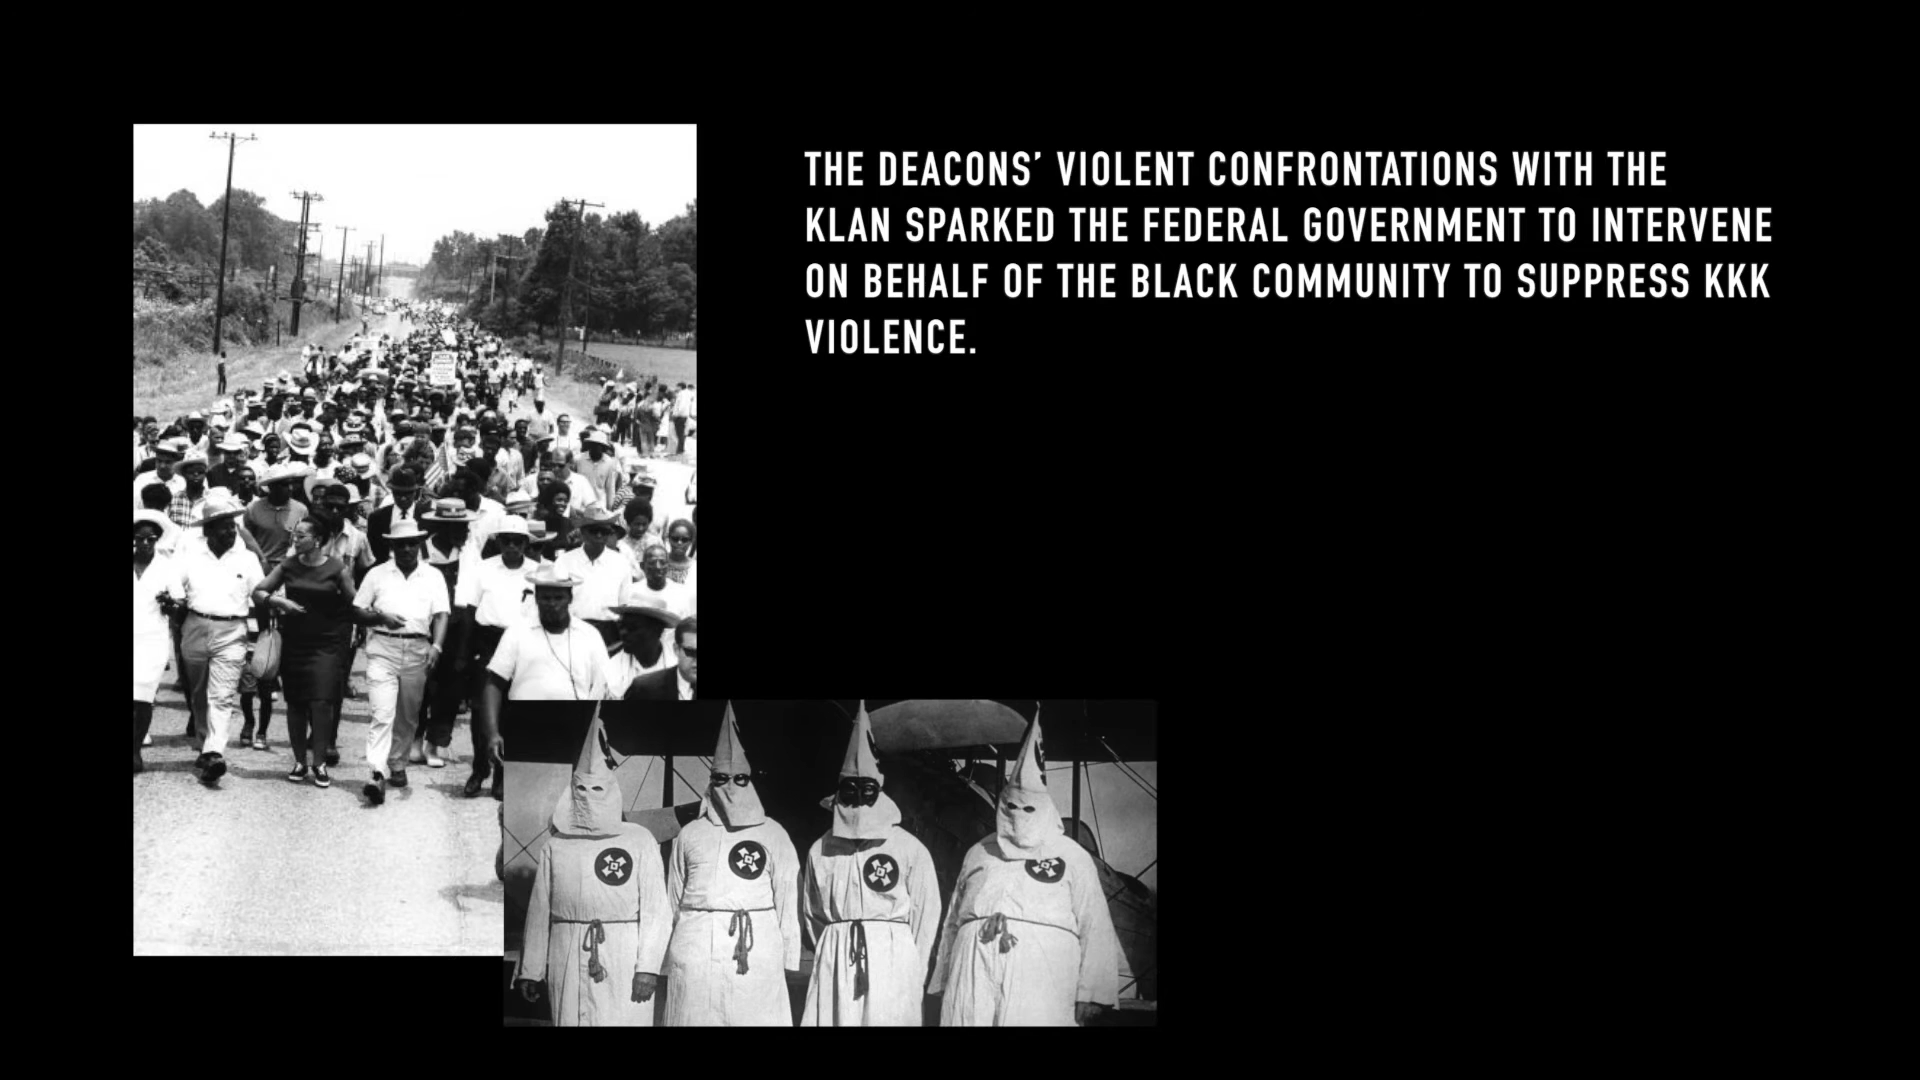 THE DEACONS’ VIOLENT CONFRONTATIONS WITH THE
KLAN SPARKED THE FEDERAL GOVERNMENT TO INTERVENE
ON BEHALF OF THE BLACK COMMUNITY TO SUPPRESS KKK
VIOLENCE.